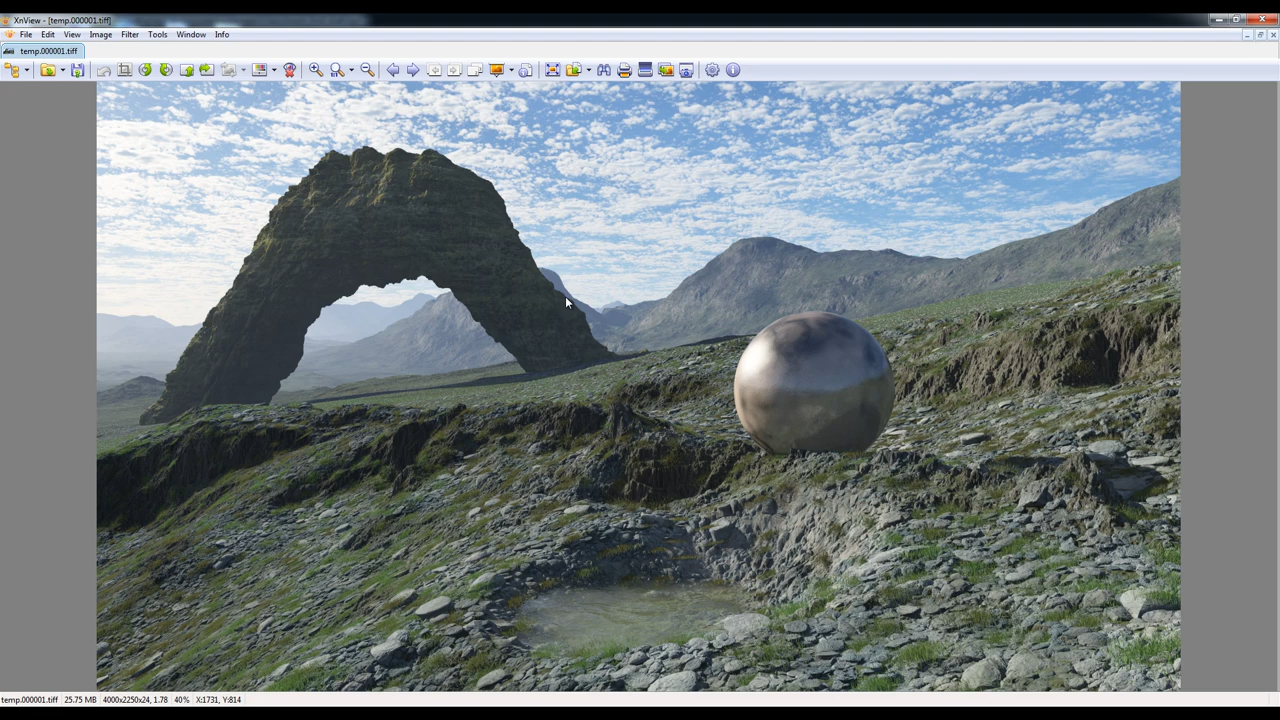 XnView - [temp.000001.tiff]
File Edit View Image Filter Tools Window Info
temp.000001.tiff
temp.000001.tiff 25.75 MB 4000x2250x24, 1.78 40% X:1731, Y:814